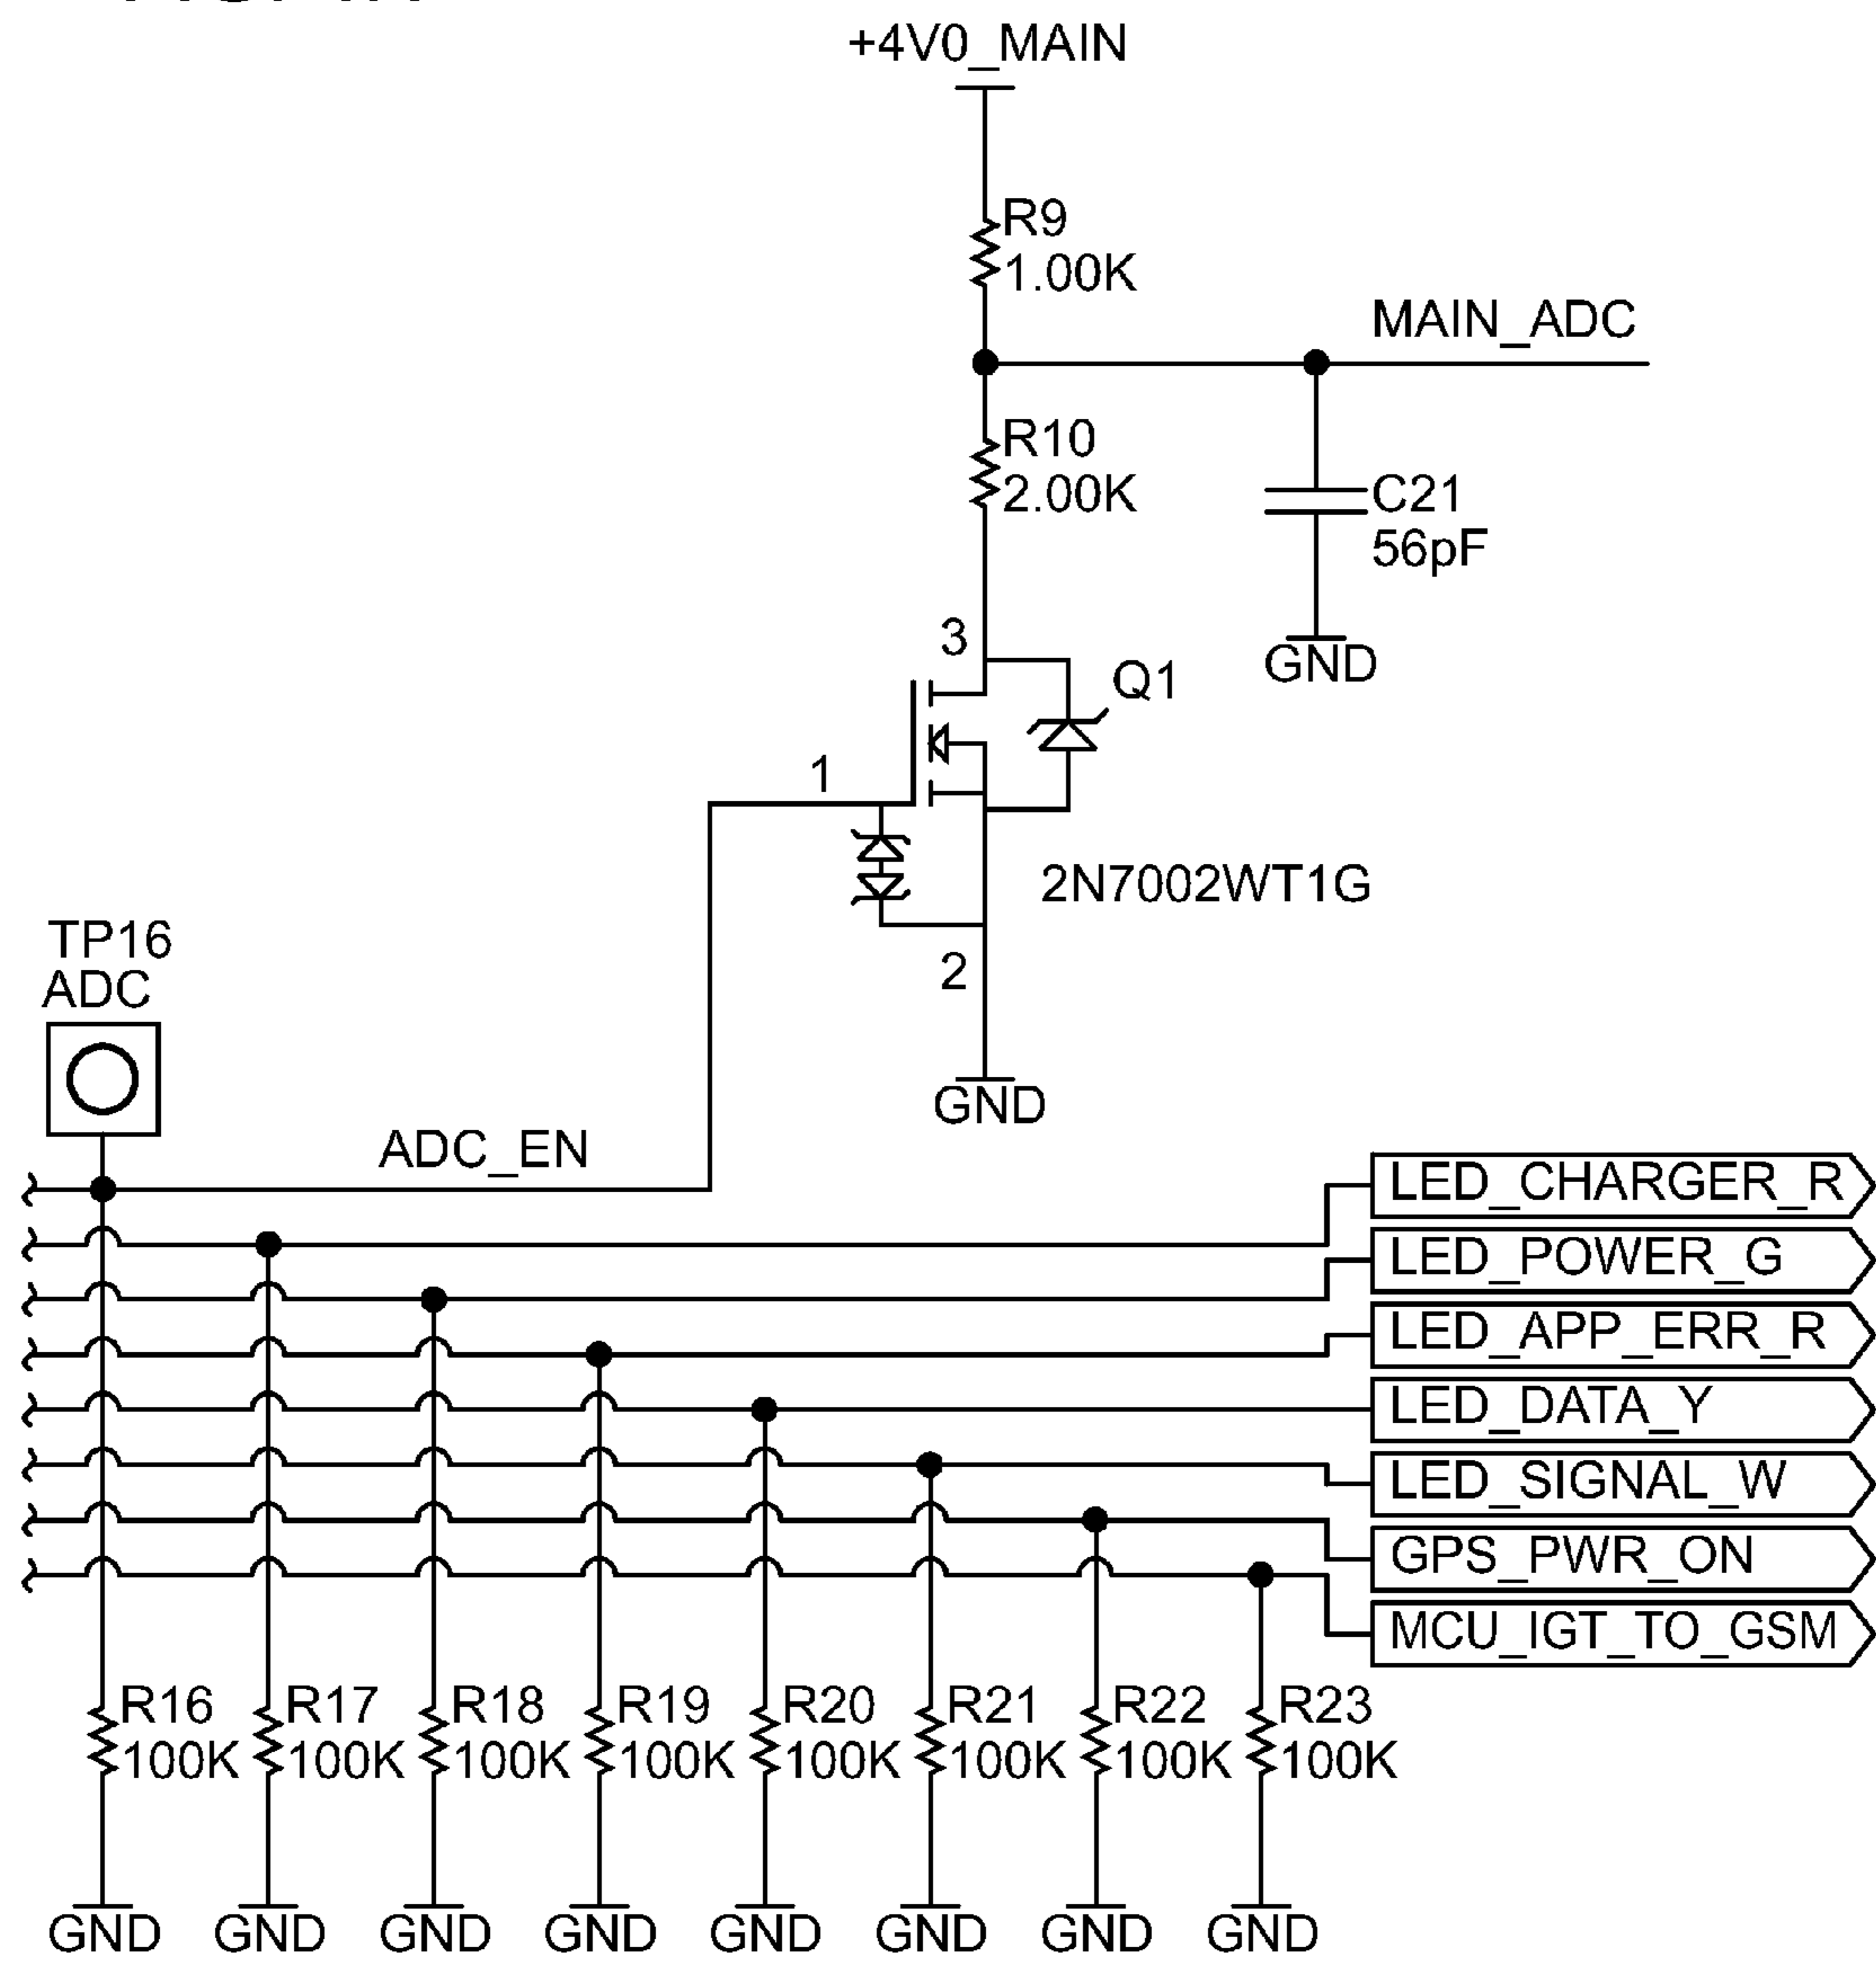 +4V0_MAIN
R9
1.00K
MAIN_ADC
R10
2.00K
C21
56pF
GND
3
Q1
1
2N7002WT1G
2
GND
TP16
ADC
ADC_EN
LED_CHARGER_R
LED_POWER_G
LED_APP_ERR_R
LED_DATA_Y
LED_SIGNAL_W
GPS_PWR_ON
MCU_IGT_TO_GSM
R16 R17 R18 R19 R20 R21 R22 R23
100K 100K 100K 100K 100K 100K 100K 100K
GND GND GND GND GND GND GND GND